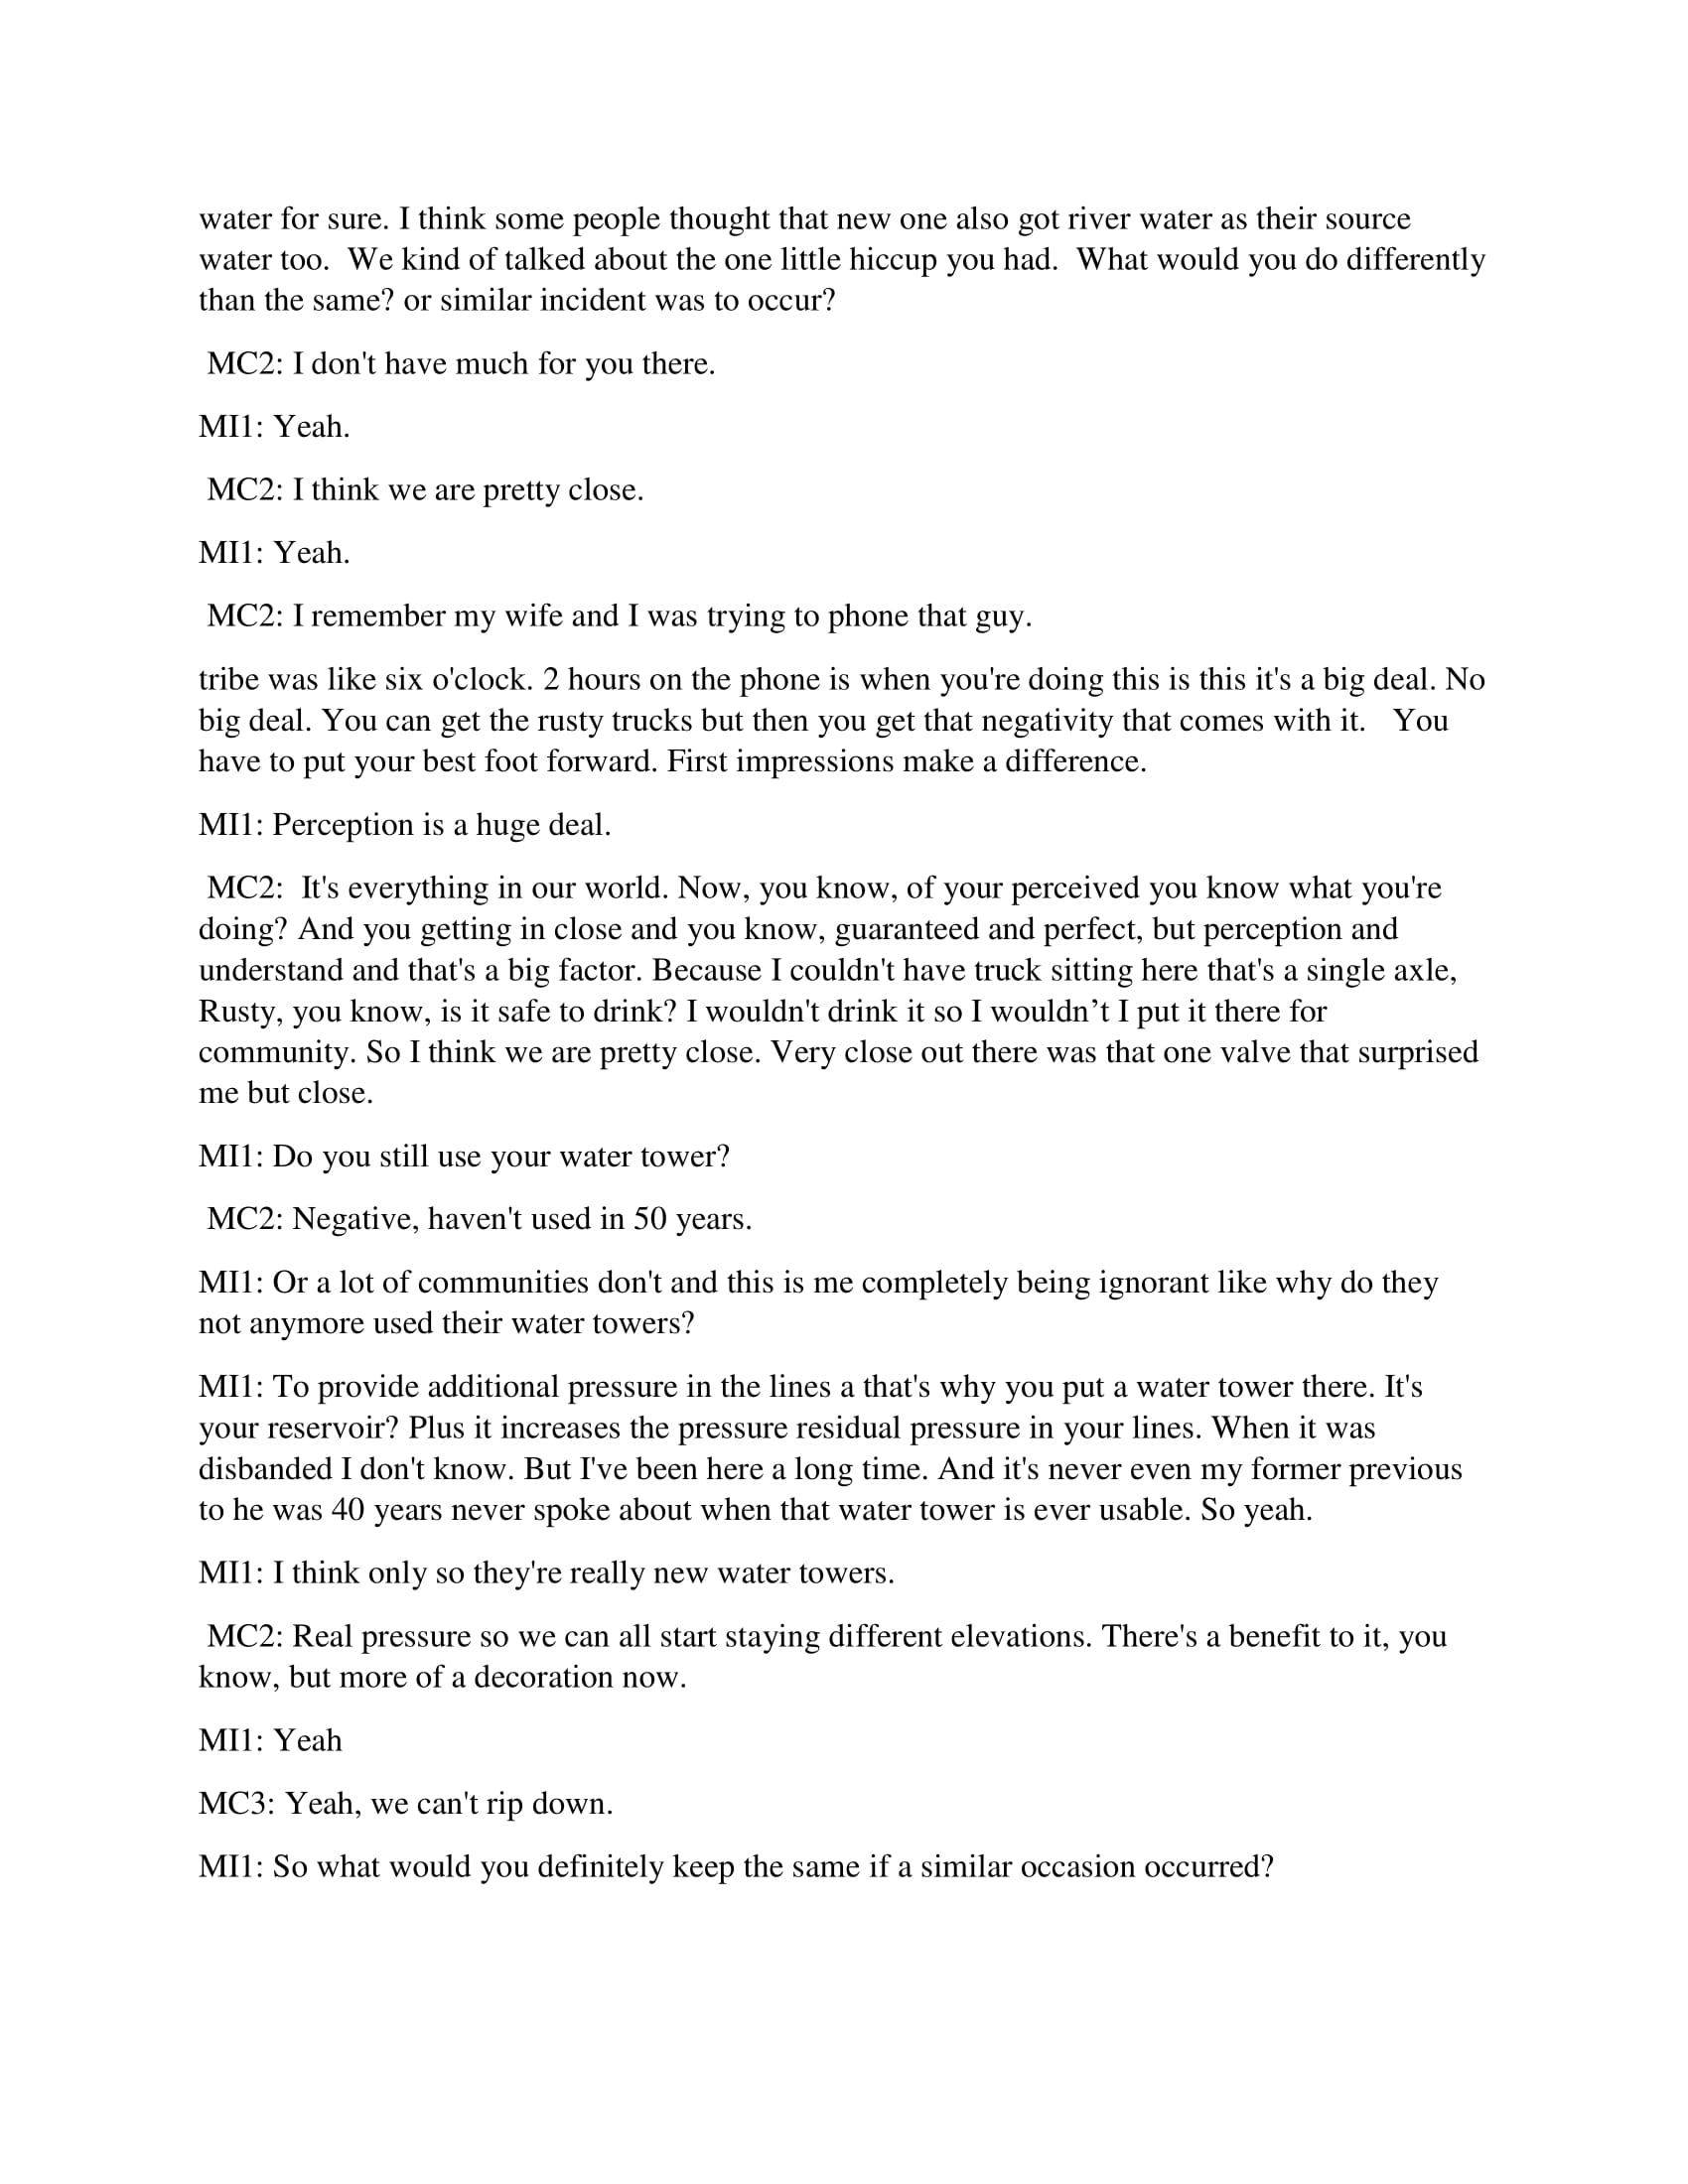 water for sure. I think some people thought that new one also got river water as their source
water too.  We kind of talked about the one little hiccup you had.  What would you do differently
than the same? or similar incident was to occur?
MC2: I don't have much for you there.
MI1: Yeah.
MC2: I think we are pretty close.
MI1: Yeah.
MC2: I remember my wife and I was trying to phone that guy.
tribe was like six o'clock. 2 hours on the phone is when you're doing this is this it's a big deal. No
big deal. You can get the rusty trucks but then you get that negativity that comes with it.   You
have to put your best foot forward. First impressions make a difference.
MI1: Perception is a huge deal.
MC2:  It's everything in our world. Now, you know, of your perceived you know what you're
doing? And you getting in close and you know, guaranteed and perfect, but perception and
understand and that's a big factor. Because I couldn't have truck sitting here that's a single axle,
Rusty, you know, is it safe to drink? I wouldn't drink it so I wouldn’t I put it there for
community. So I think we are pretty close. Very close out there was that one valve that surprised
me but close.
MI1: Do you still use your water tower?
MC2: Negative, haven't used in 50 years.
MI1: Or a lot of communities don't and this is me completely being ignorant like why do they
not anymore used their water towers?
MI1: To provide additional pressure in the lines a that's why you put a water tower there. It's
your reservoir? Plus it increases the pressure residual pressure in your lines. When it was
disbanded I don't know. But I've been here a long time. And it's never even my former previous
to he was 40 years never spoke about when that water tower is ever usable. So yeah.
MI1: I think only so they're really new water towers.
MC2: Real pressure so we can all start staying different elevations. There's a benefit to it, you
know, but more of a decoration now.
MI1: Yeah
MC3: Yeah, we can't rip down.
MI1: So what would you definitely keep the same if a similar occasion occurred?